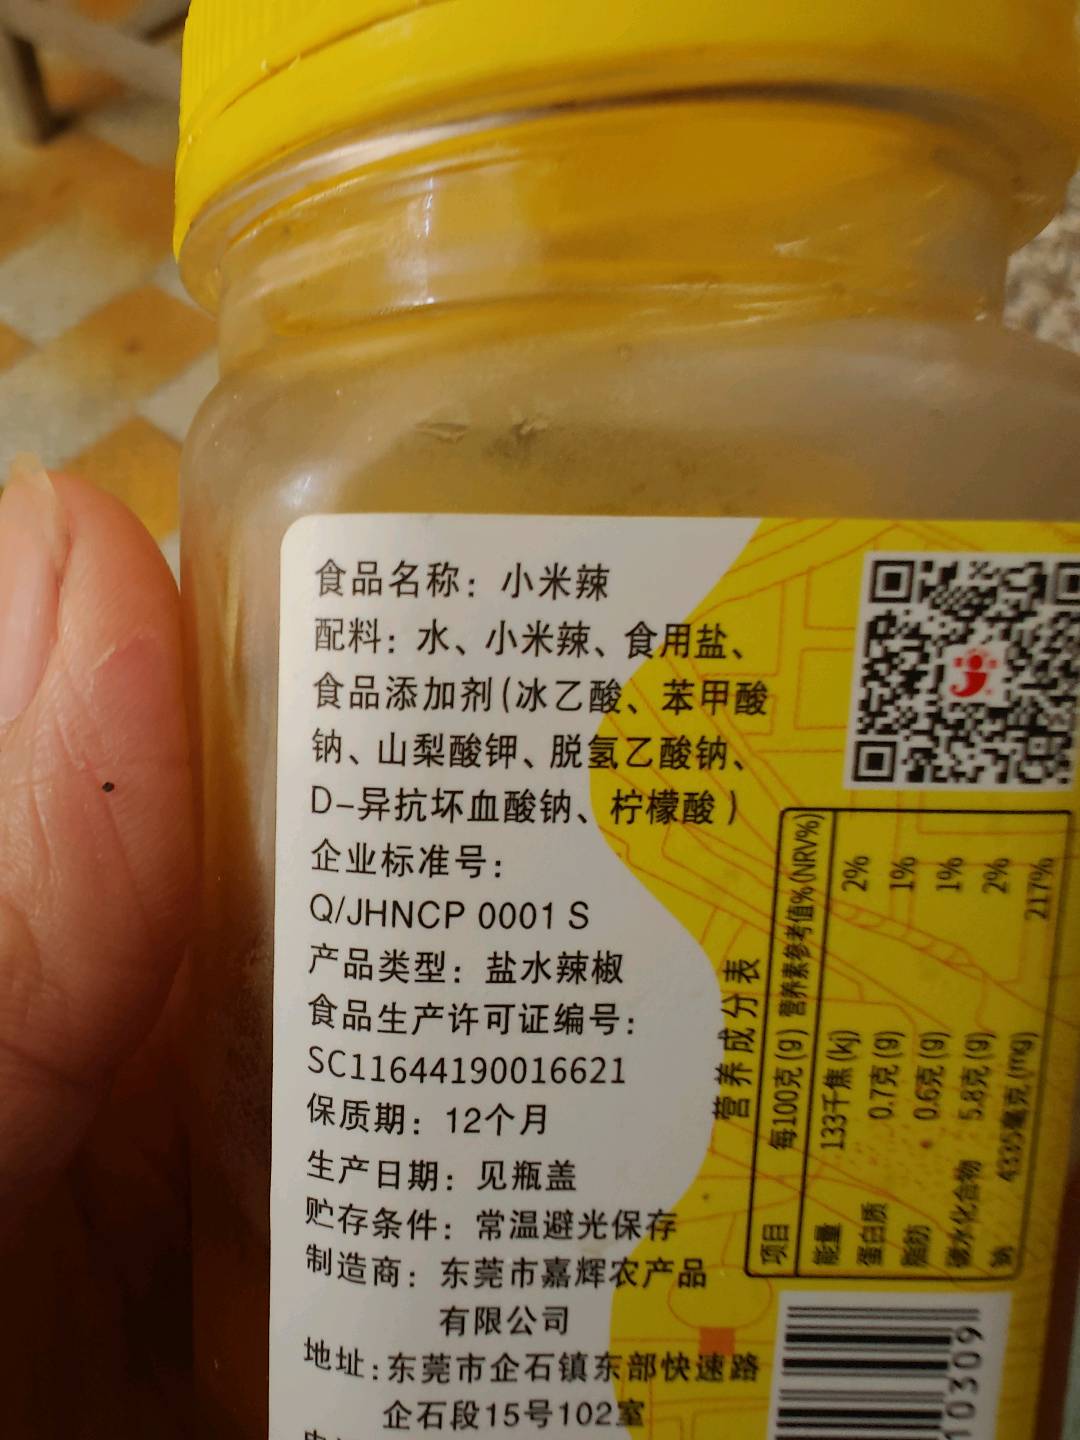 食品名称：小米辣
配料：水、小米辣、食用盐、
食品添加剂(冰乙酸、苯甲酸
钠、山梨酸钾、脱氢乙酸钠、
D-异抗坏血酸钠、柠檬酸）
企业标准号：
Q/JHNCP 0001 S
产品类型：盐水辣椒
食品生产许可证编号：
SC11644190016621
保质期：12个月
生产日期：见瓶盖
贮存条件：常温避光保存
制造商：东莞市嘉辉农产品
有限公司
地址：东莞市企石镇东部快速路
企石段15号102室
营养成分表
项目 每100克(g) 营养素参考值%(NRV%)
能量 133千焦(kj) 2%
蛋白质 0.7克(g) 1%
脂肪 0.6克(g) 1%
碳水化合物 5.8克(g) 2%
钠 4335毫克(mg) 217%
10309